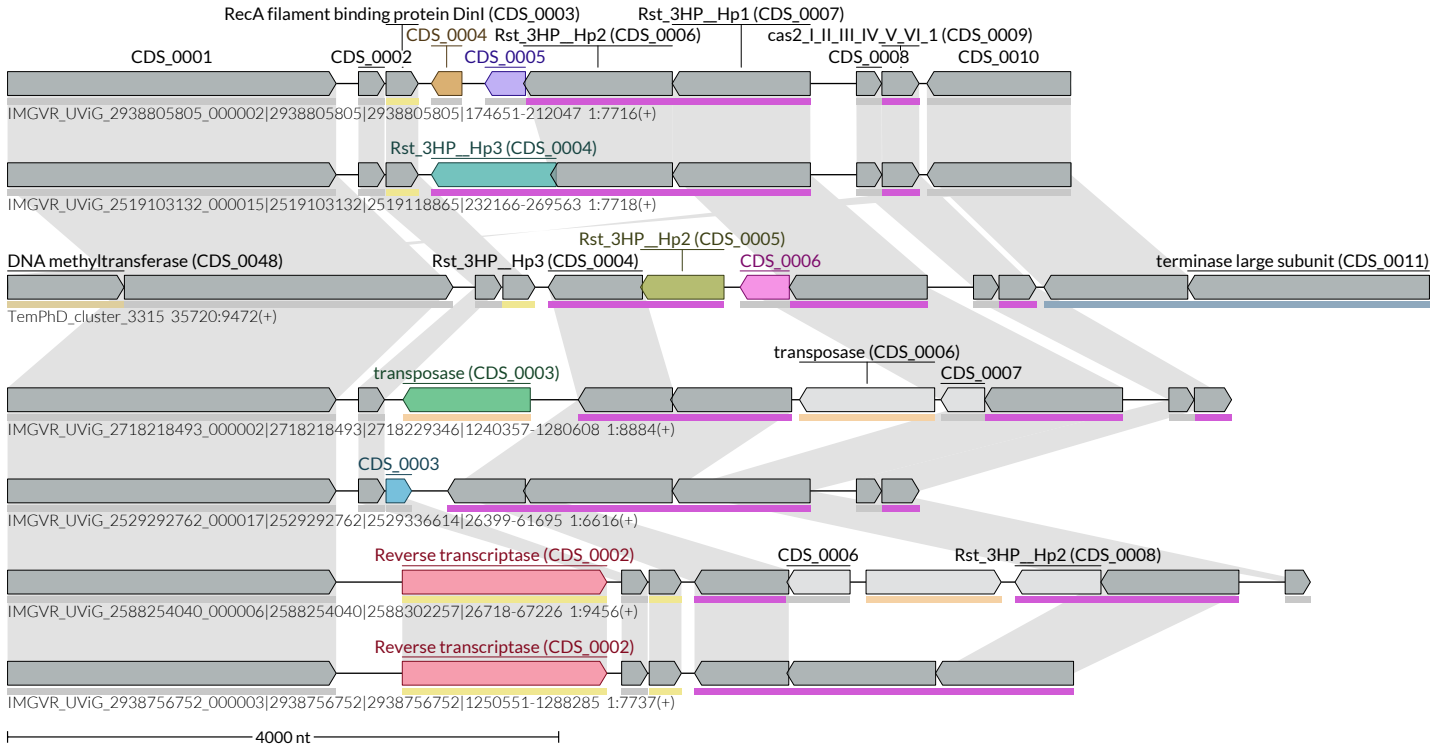 RecA filament binding protein DinI (CDS_0003)
Rst_3HP__Hp1 (CDS_0007)
CDS_0004
Rst_3HP__Hp2 (CDS_0006)
cas2_I_II_III_IV_V_VI_1 (CDS_0009)
CDS_0001
CDS_0002
CDS_0005
CDS_0008
CDS_0010
IMGVR_UViG_2938805805_000002|2938805805|2938805805|174651-212047 1:7716(+)
Rst_3HP__Hp3 (CDS_0004)
IMGVR_UViG_2519103132_000015|2519103132|2519118865|232166-269563 1:7718(+)
Rst_3HP__Hp2 (CDS_0005)
DNA methyltransferase (CDS_0048)
Rst_3HP__Hp3 (CDS_0004)
CDS_0006
terminase large subunit (CDS_0011)
TemPhD_cluster_3315 35720:9472(+)
transposase (CDS_0006)
transposase (CDS_0003)
CDS_0007
IMGVR_UViG_2718218493_000002|2718218493|2718229346|1240357-1280608 1:8884(+)
CDS_0003
IMGVR_UViG_2529292762_000017|2529292762|2529336614|26399-61695 1:6616(+)
Reverse transcriptase (CDS_0002)
CDS_0006
Rst_3HP__Hp2 (CDS_0008)
IMGVR_UViG_2588254040_000006|2588254040|2588302257|26718-67226 1:9456(+)
Reverse transcriptase (CDS_0002)
IMGVR_UViG_2938756752_000003|2938756752|2938756752|1250551-1288285 1:7737(+)
4000 nt